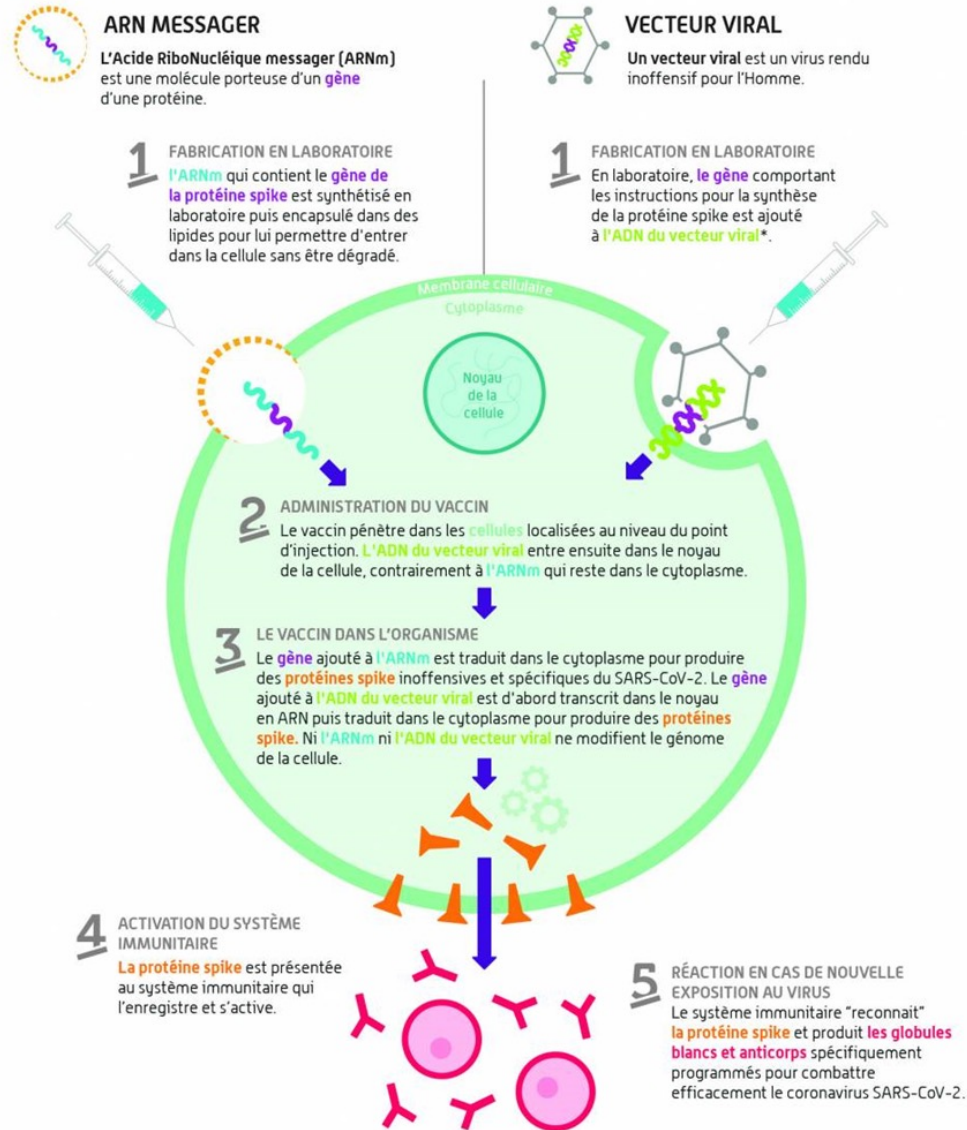 ARN MESSAGER
L'Acide RiboNucléique messager (ARNm)
est une molécule porteuse d'un gène
d'une protéine.
VECTEUR VIRAL
Un vecteur viral est un virus rendu
inoffensif pour l'Homme.
1
FABRICATION EN LABORATOIRE
l'ARNm qui contient le gène de
la protéine spike est synthétisé en
laboratoire puis encapsulé dans des
lipides pour lui permettre d'entrer
dans la cellule sans être dégradé.
1
FABRICATION EN LABORATOIRE
En laboratoire, le gène comportant
les instructions pour la synthèse
de la protéine spike est ajouté
à l'ADN du vecteur viral*.
Membrane cellulaire
Cytoplasme
Noyau
de la
cellule
2
ADMINISTRATION DU VACCIN
Le vaccin pénètre dans les cellules localisées au niveau du point
d'injection. L'ADN du vecteur viral entre ensuite dans le noyau
de la cellule, contrairement à l'ARNm qui reste dans le cytoplasme.
3
LE VACCIN DANS L'ORGANISME
Le gène ajouté à l'ARNm est traduit dans le cytoplasme pour produire
des protéines spike inoffensives et spécifiques du SARS-CoV-2. Le gène
ajouté à l'ADN du vecteur viral est d'abord transcrit dans le noyau
en ARN puis traduit dans le cytoplasme pour produire des protéines
spike. Ni l'ARNm ni l'ADN du vecteur viral ne modifient le génome
de la cellule.
4
ACTIVATION DU SYSTÈME
IMMUNITAIRE
La protéine spike est présentée
au système immunitaire qui
l'enregistre et s'active.
5
RÉACTION EN CAS DE NOUVELLE
EXPOSITION AU VIRUS
Le système immunitaire "reconnait"
la protéine spike et produit les globules
blancs et anticorps spécifiquement
programmés pour combattre
efficacement le coronavirus SARS-CoV-2.